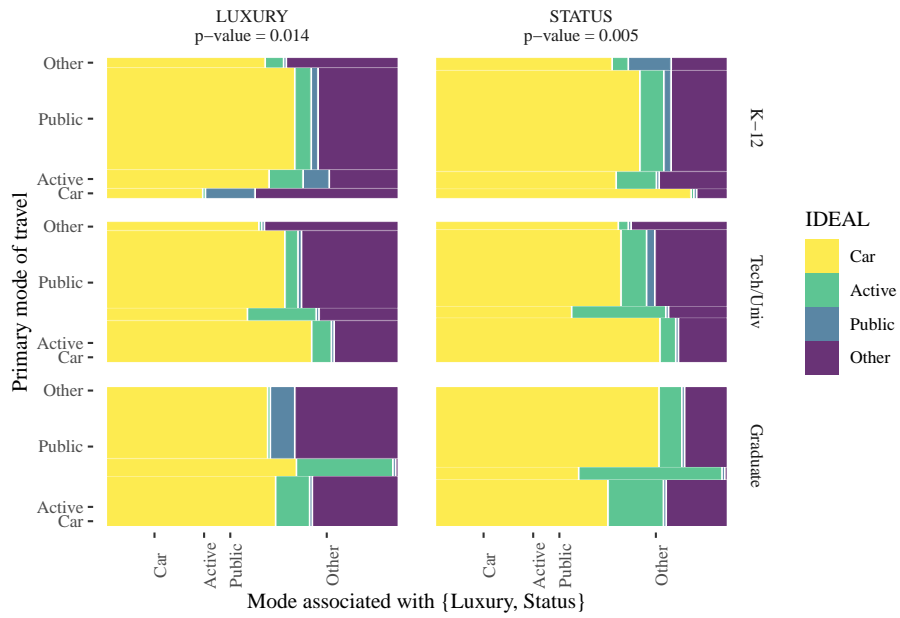 LUXURY
p−value = 0.014
STATUS
p−value = 0.005
Primary mode of travel
Other
Public
Active
Car
K−12
Other
Public
Active
Car
Tech/Univ
Other
Public
Active
Car
Graduate
Car
Active
Public
Other
Car
Active
Public
Other
Mode associated with {Luxury, Status}
IDEAL
Car
Active
Public
Other